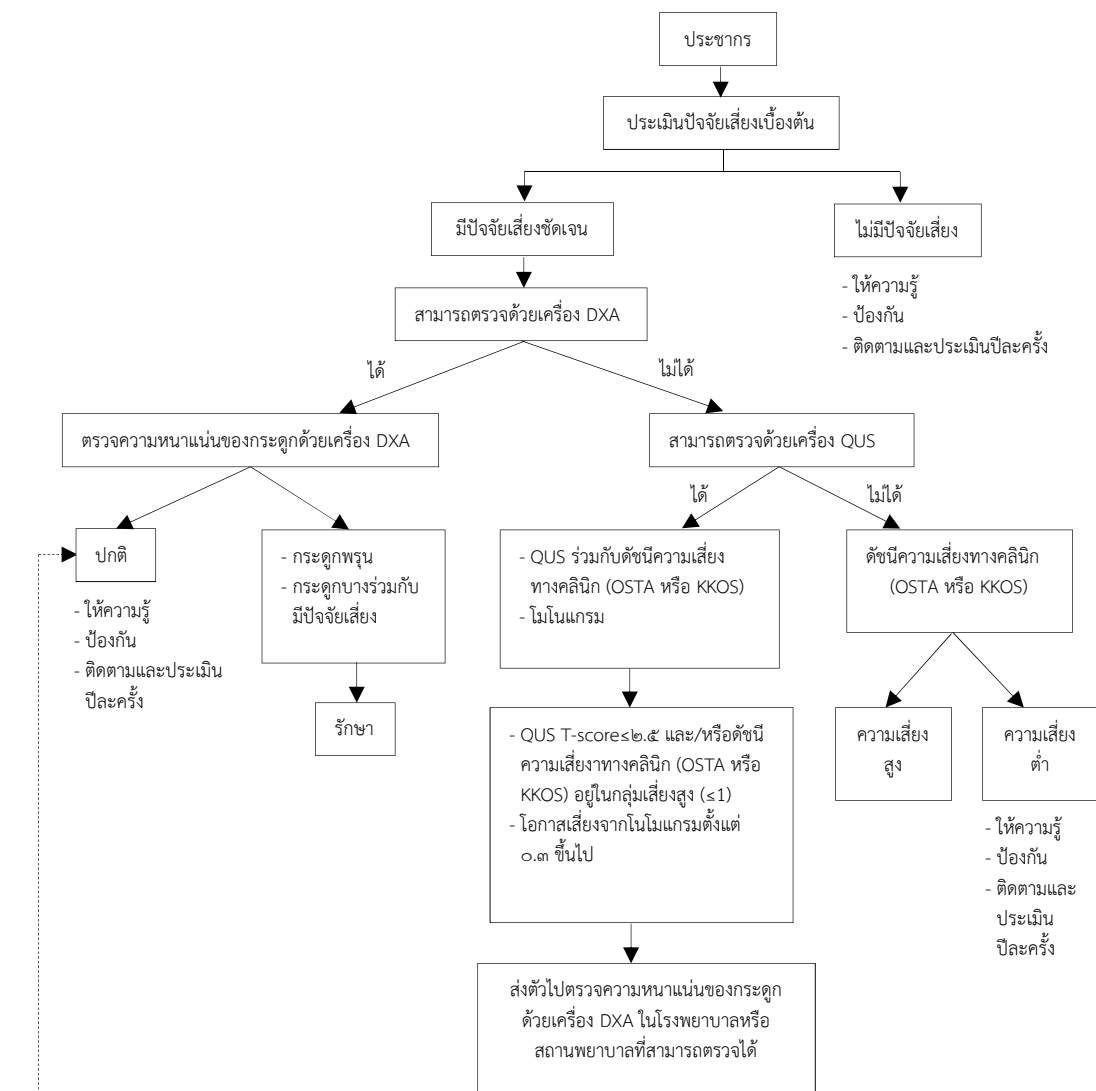 ประชากร
ประเมินปัจจัยเสี่ยงเบื้องต้น
มีปัจจัยเสี่ยงชัดเจน
ไม่มีปัจจัยเสี่ยง
- ให้ความรู้
- ป้องกัน
- ติดตามและประเมินปีละครั้ง
สามารถตรวจด้วยเครื่อง DXA
ได้
ไม่ได้
ตรวจความหนาแน่นของกระดูกด้วยเครื่อง DXA
สามารถตรวจด้วยเครื่อง QUS
ได้
ไม่ได้
ปกติ
- ให้ความรู้
- ป้องกัน
- ติดตามและประเมิน
ปีละครั้ง
- กระดูกพรุน
- กระดูกบางร่วมกับ
มีปัจจัยเสี่ยง
รักษา
- QUS ร่วมกับดัชนีความเสี่ยง
ทางคลินิก (OSTA หรือ KKOS)
- โมโนแกรม
ดัชนีความเสี่ยงทางคลินิก
(OSTA หรือ KKOS)
- QUS T-score≤๒.๕ และ/หรือดัชนี
ความเสี่ยงาทางคลินิก (OSTA หรือ
KKOS) อยู่ในกลุ่มเสี่ยงสูง (≤1)
- โอกาสเสี่ยงจากโนโมแกรมตั้งแต่
๐.๓ ขึ้นไป
ความเสี่ยง
สูง
ความเสี่ยง
ต่ำ
- ให้ความรู้
- ป้องกัน
- ติดตามและ
ประเมิน
ปีละครั้ง
ส่งตัวไปตรวจความหนาแน่นของกระดูก
ด้วยเครื่อง DXA ในโรงพยาบาลหรือ
สถานพยาบาลที่สามารถตรวจได้